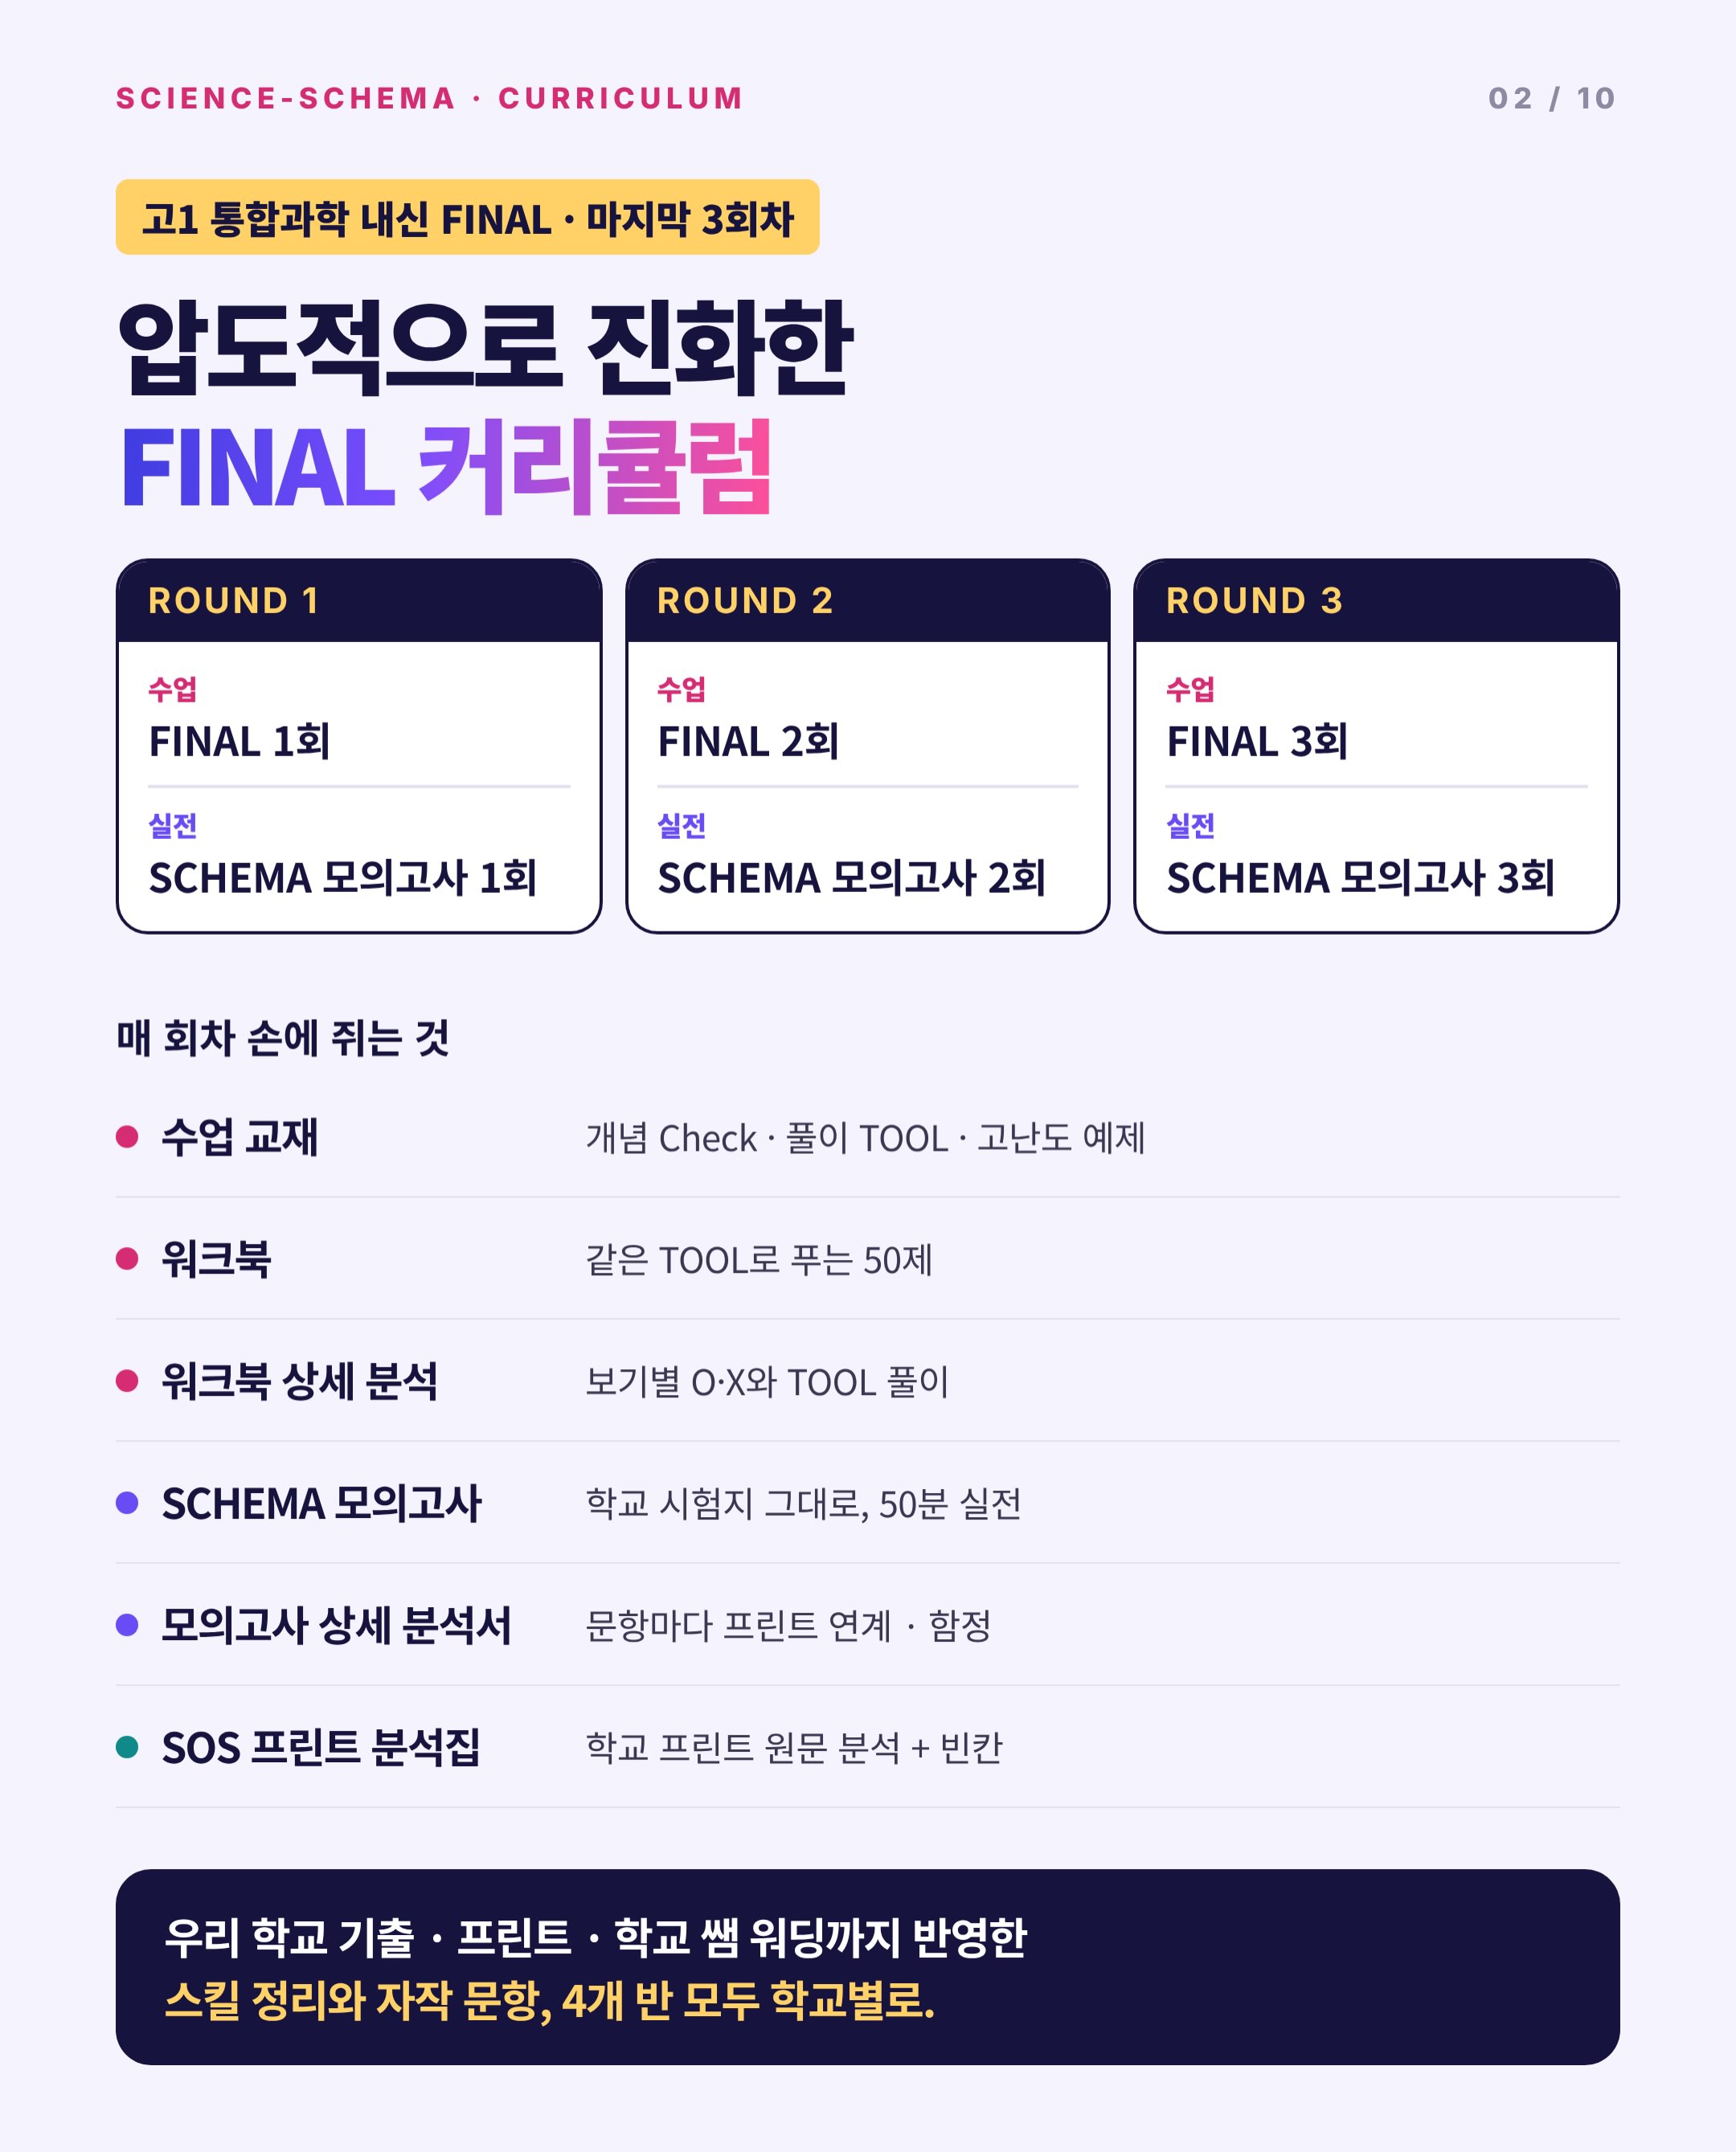 SCIENCE-SCHEMA · CURRICULUM
02 / 10
고1 통합과학 내신 FINAL · 마지막 3회차
압도적으로 진화한
FINAL 커리큘럼
ROUND 1
수업
FINAL 1회
실전
SCHEMA 모의고사 1회
ROUND 2
수업
FINAL 2회
실전
SCHEMA 모의고사 2회
ROUND 3
수업
FINAL 3회
실전
SCHEMA 모의고사 3회
매 회차 손에 쥐는 것
수업 교재 개념 Check · 풀이 TOOL · 고난도 예제
워크북 같은 TOOL로 푸는 50제
워크북 상세 분석 보기별 O·X와 TOOL 풀이
SCHEMA 모의고사 학교 시험지 그대로, 50분 실전
모의고사 상세 분석서 문항마다 프린트 연계 · 함정
SOS 프린트 분석집 학교 프린트 원문 분석 + 빈칸
우리 학교 기출 · 프린트 · 학교 쌤 워딩까지 반영한
스킬 정리와 자작 문항, 4개 반 모두 학교별로.